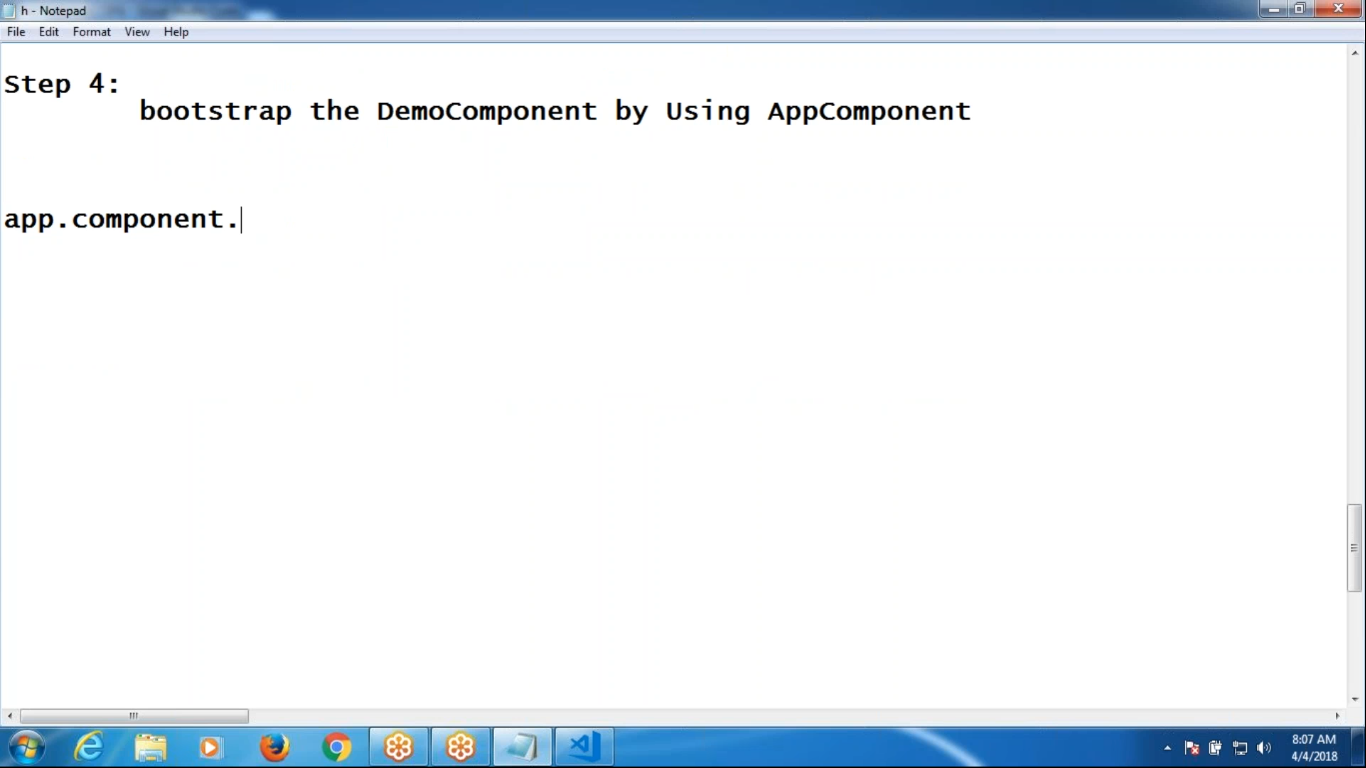 h - Notepad
File Edit Format View Help
Step 4:
bootstrap the DemoComponent by Using AppComponent
app.component.
8:07 AM
4/4/2018